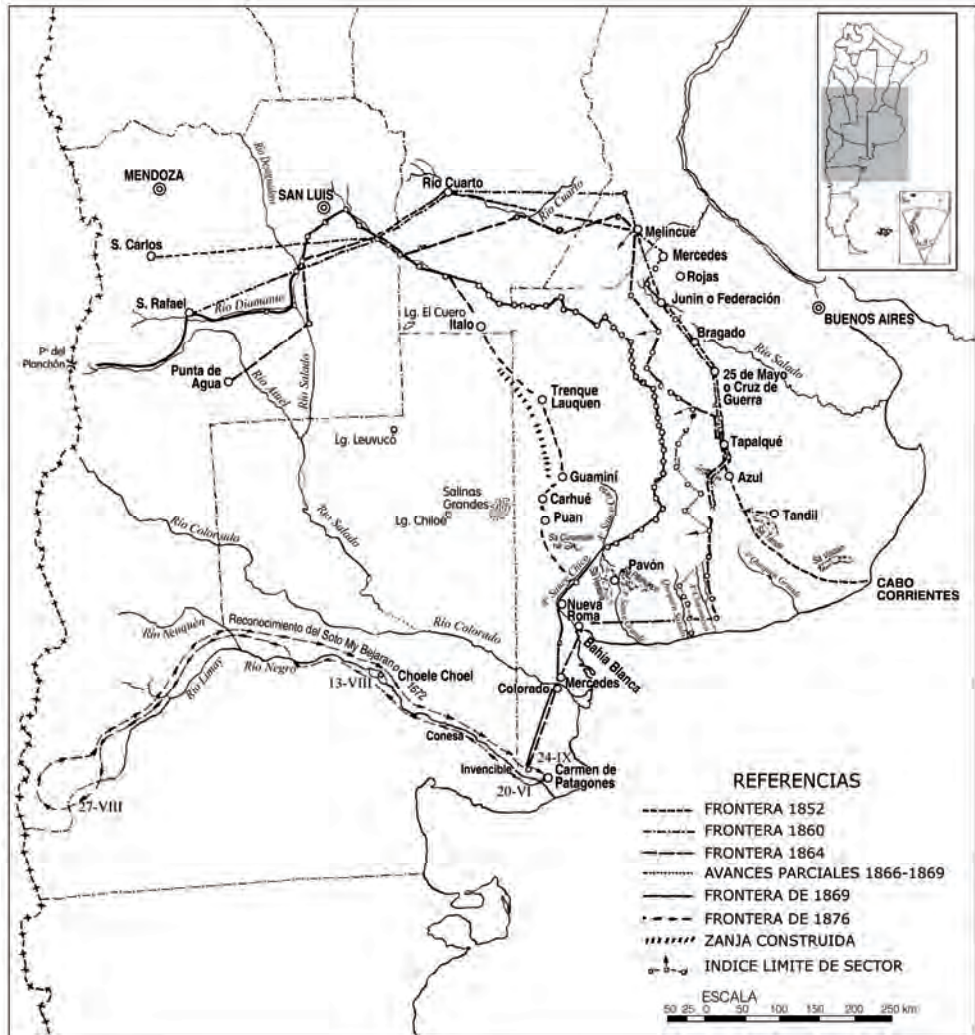 MENDOZA
SAN LUIS
Río Desaguadero
Río Cuarto
Río Cuarto
S. Carlos
Melincué
Mercedes
Rojas
S. Rafael
Río Diamante
Junín o Federación
BUENOS AIRES
Lg. El Cuero
Italo
Bragado
Río Salado
Pº del
Planchón
Punta de
Agua
Río Atuel
Río Salado
25 de Mayo
o Cruz de
Guerra
Trenque
Lauquen
Lg. Leuvucó
Tapalqué
Guaminí
Azul
Salinas
Grandes
Carhué
Lg. Chiloé
Puan
Tandil
Río Colorado
Río Salado
Pavón
CABO
CORRIENTES
Nueva
Roma
Río Neuquén
Reconocimiento del Soto My Bejarano 1872
Río Colorado
Bahía Blanca
Río Limay
Río Negro
Choele Choel
13-VIII
Colorado
Mercedes
Conesa
24-IX
Invencible
Carmen de
Patagones
20-VI
27-VIII
REFERENCIAS
FRONTERA 1852
FRONTERA 1860
FRONTERA 1864
AVANCES PARCIALES 1866-1869
FRONTERA DE 1869
FRONTERA DE 1876
ZANJA CONSTRUIDA
INDICE LIMITE DE SECTOR
ESCALA
50 25 0 50 100 150 200 250 km